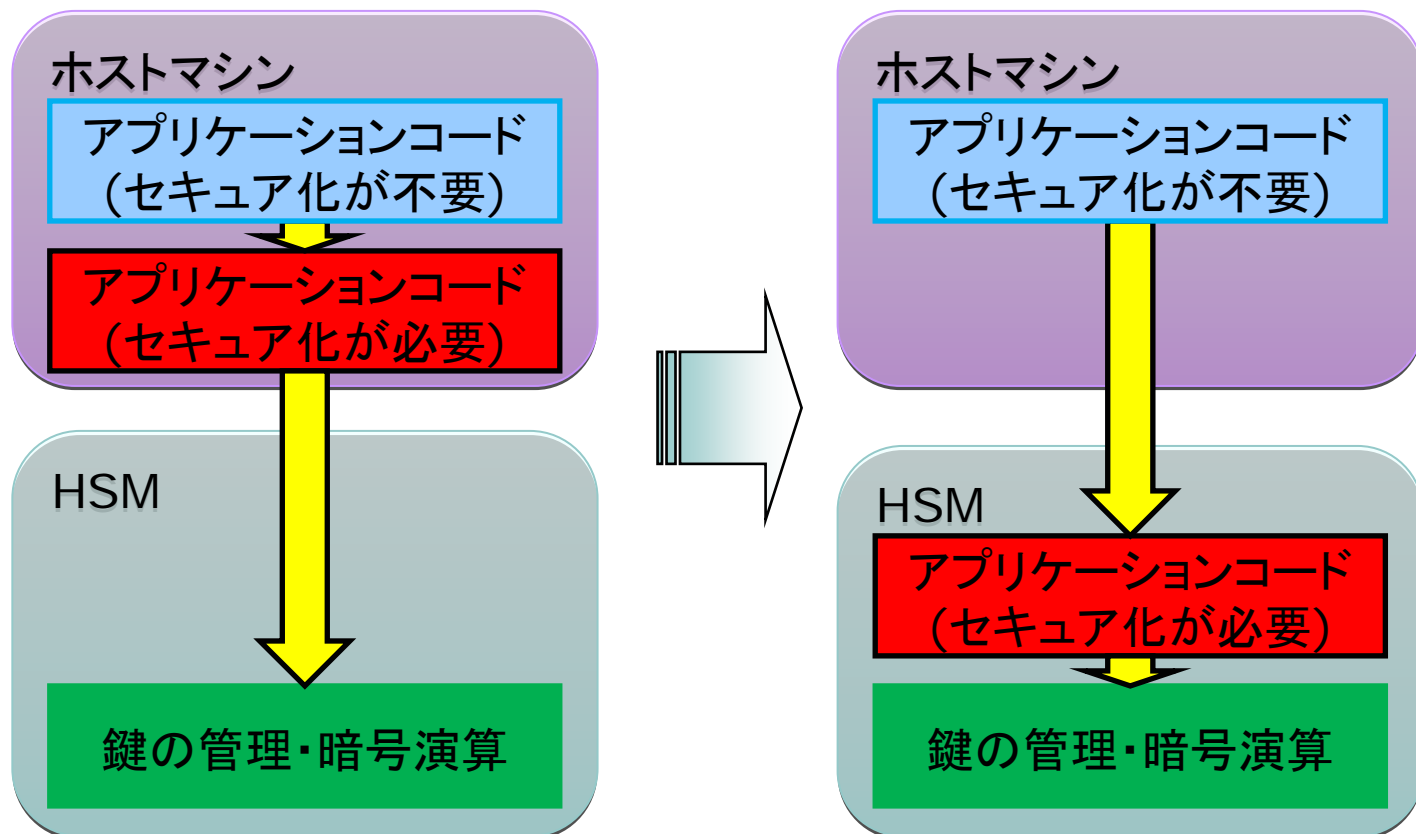 ホストマシン
アプリケーションコード
(セキュア化が不要)
アプリケーションコード
(セキュア化が必要)
HSM
鍵の管理・暗号演算
ホストマシン
アプリケーションコード
(セキュア化が不要)
HSM
アプリケーションコード
(セキュア化が必要)
鍵の管理・暗号演算